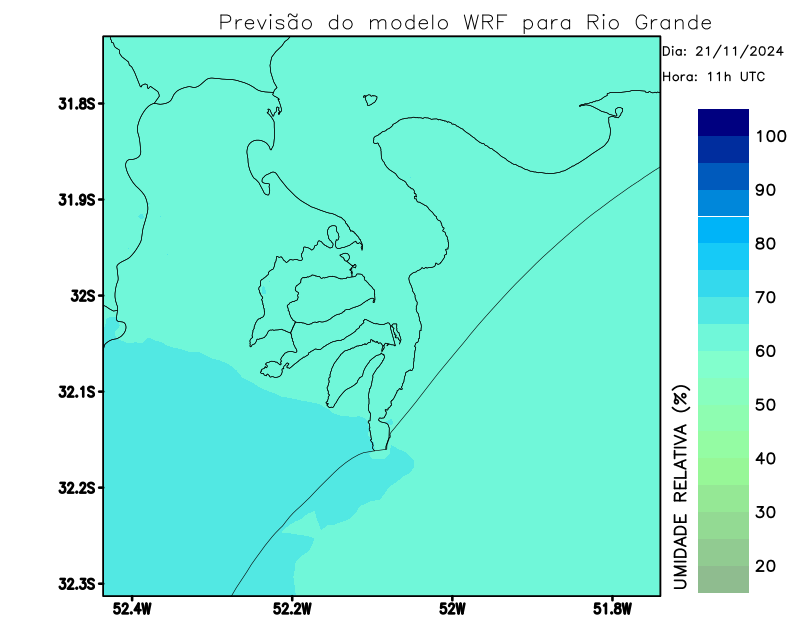 Previsão do modelo WRF para Rio Grande
Dia: 21/11/2024
Hora: 11h UTC
31.8S
31.9S
32S
32.1S
32.2S
32.3S
52.4W
52.2W
52W
51.8W
UMIDADE RELATIVA (%)
100
90
80
70
60
50
40
30
20